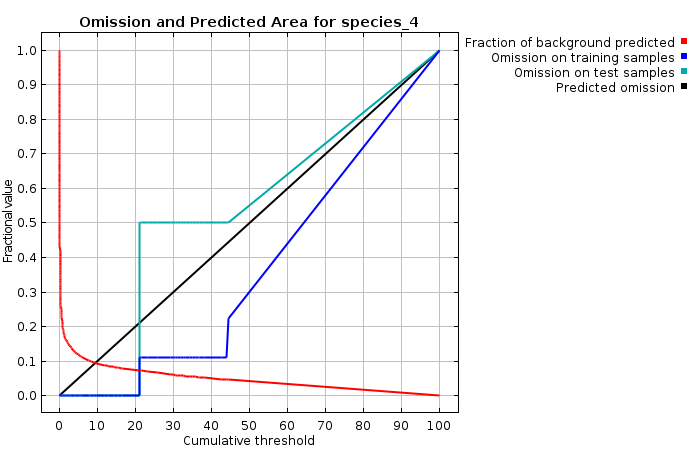 Omission and Predicted Area for species_4
Fraction of background predicted
Omission on training samples
Omission on test samples
Predicted omission
Fractional value
1.0
0.9
0.8
0.7
0.6
0.5
0.4
0.3
0.2
0.1
0.0
0 10 20 30 40 50 60 70 80 90 100
Cumulative threshold